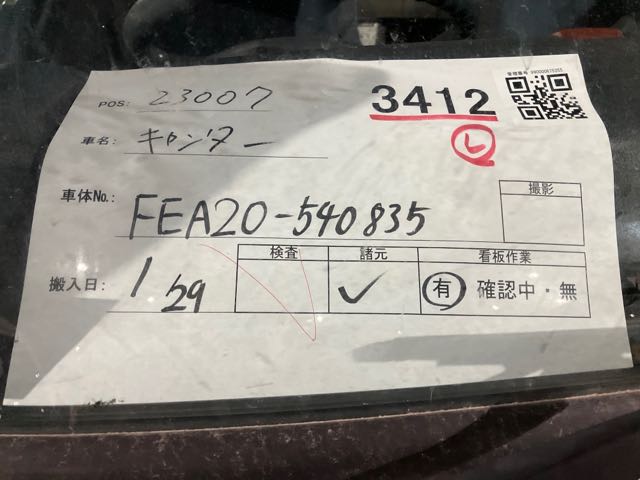 POS: 23007
3412
車名: キャンター
L
車体No.: FEA20-540835
撮影
搬入日: 1/29
検査 諸元 看板作業
✓ 有 確認中・無